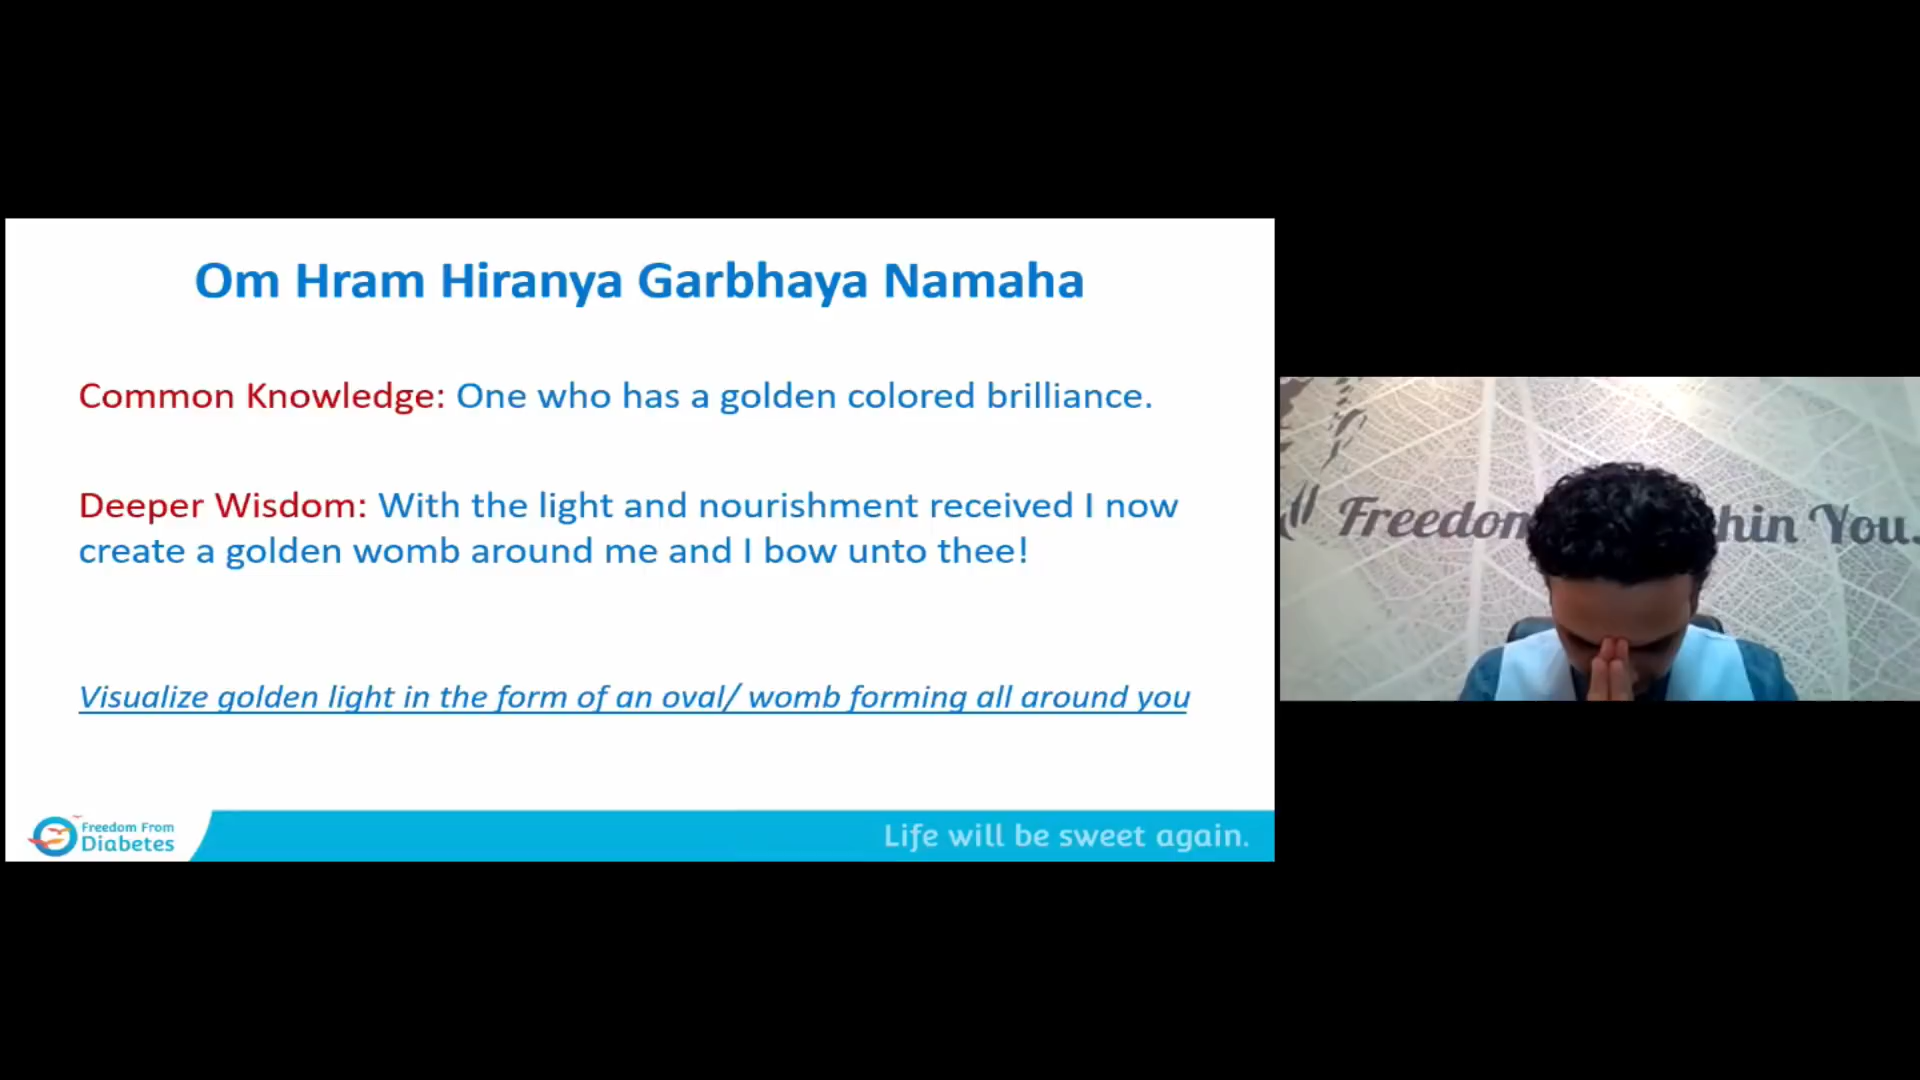 Om Hram Hiranya Garbhaya Namaha
Common Knowledge: One who has a golden colored brilliance.
Deeper Wisdom: With the light and nourishment received I now
create a golden womb around me and I bow unto thee!
Visualize golden light in the form of an oval/ womb forming all around you
Freedom From
Diabetes
Life will be sweet again.
Freedom
You.